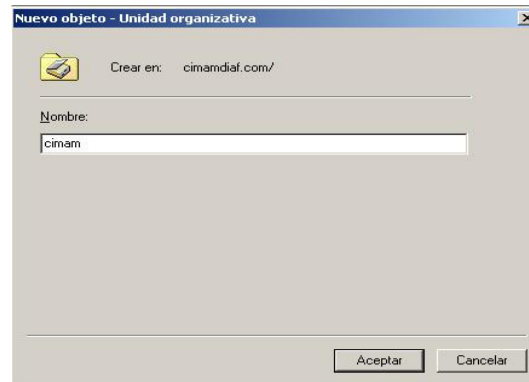 Nuevo objeto - Unidad organizativa
Crear en: cimamdiaf.com/
Nombre:
cimam
Aceptar Cancelar